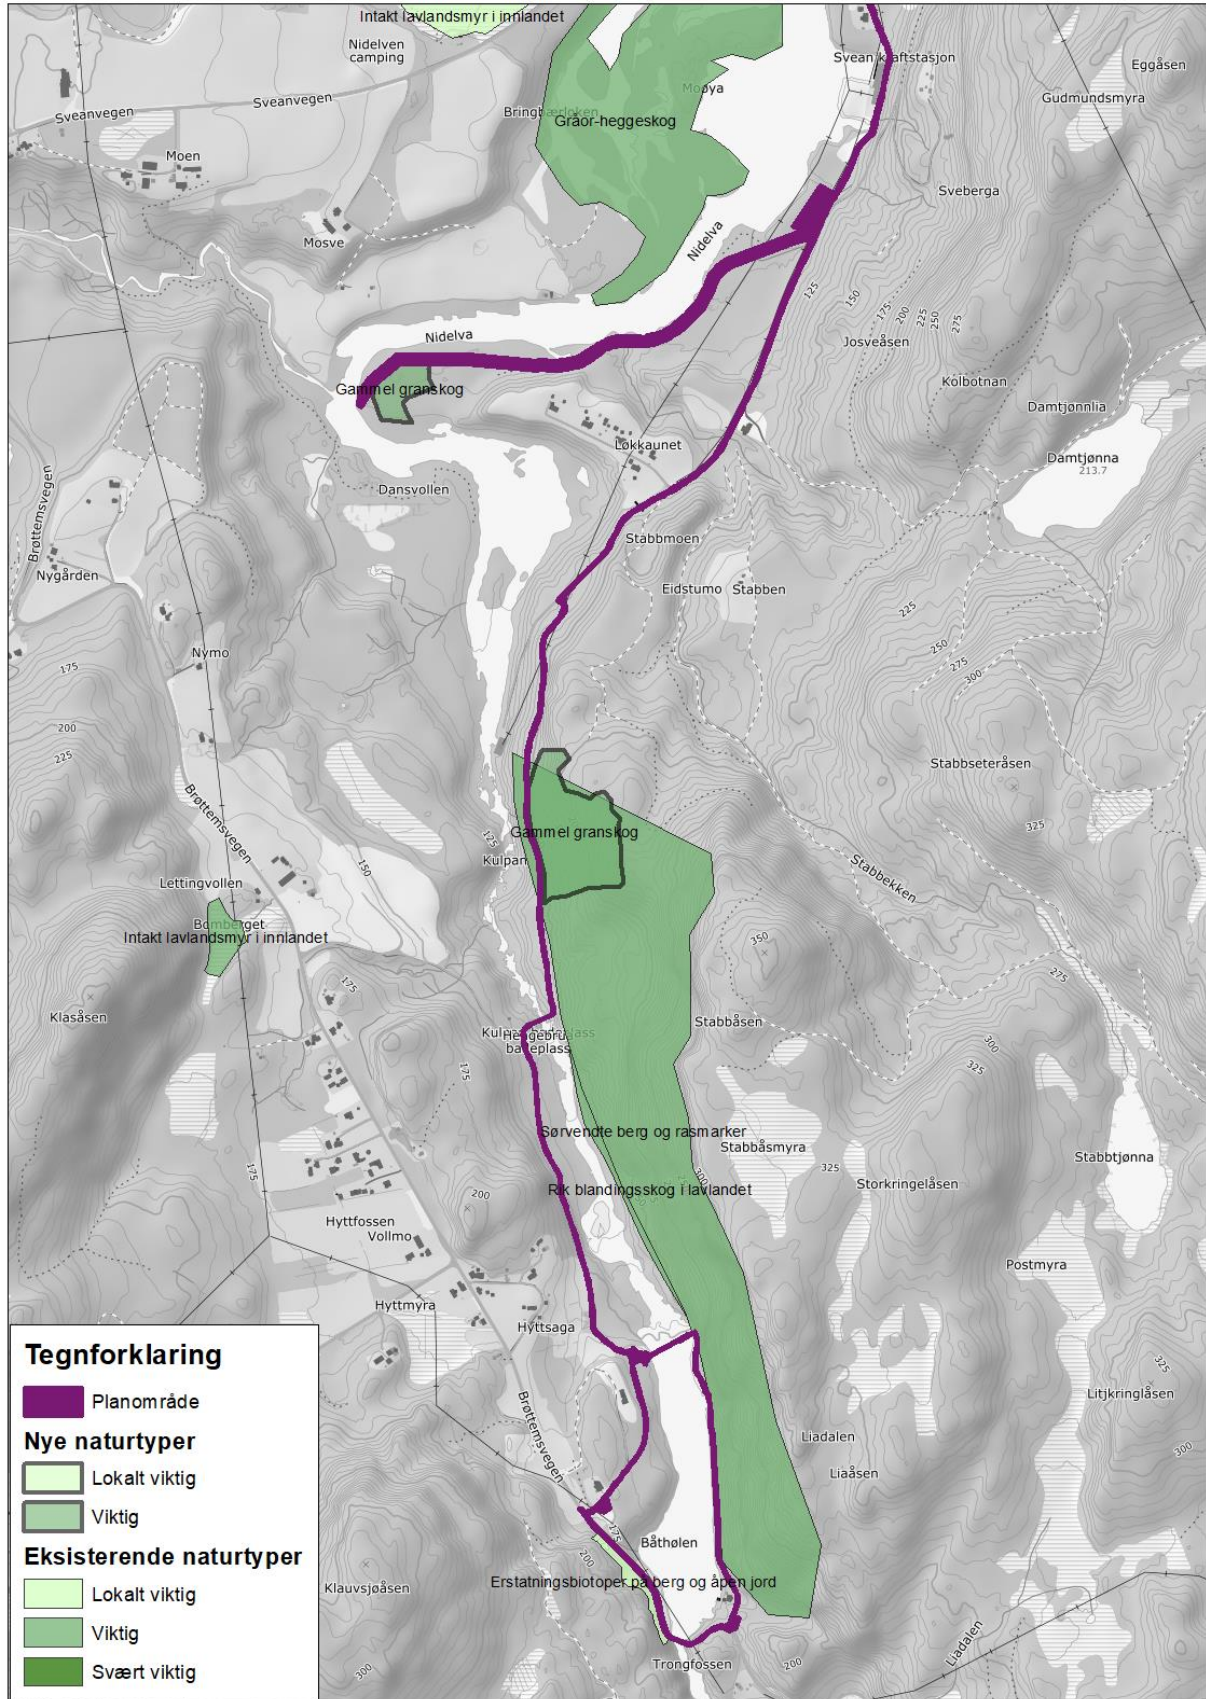 Intakt lavlandsmyr i innlandet
Nidelven
camping
Svean kraftstasjon
Eggåsen
Moøya
Gudmundsmyra
Sveanvegen
Sveanvegen
Gråor-heggeskog
Moen
Sveberga
Mosve
Nidelva
125
150
175
200
225
250
275
Nidelva
Josveåsen
Kolbotnan
Gammel granskog
Damtjønnlia
Løkkaunet
Damtjønna
213.7
Brøttemsvegen
Dansvollen
Stabbmoen
Nygården
Eidstumo
Stabben
225
250
275
300
Nymo
175
200
225
Stabbseteråsen
Brøttemsvegen
325
Gammel granskog
125
Kulpan
150
Stabbekken
Lettingvollen
Bomberget
Intakt lavlandsmyr i innlandet
350
275
175
Klasåsen
Stabbåsen
Hengebrua
badeplass
300
325
175
Sørvendte berg og rasmarker
Stabbåsmyra
Stabbtjønna
175
325
300
Rik blandingsskog i lavlandet
Storkringelåsen
200
Hyttfossen
Vollmo
Postmyra
Hyttmyra
Hyttsaga
Tegnforklaring
Planområde
Nye naturtyper
Lokalt viktig
Viktig
Eksisterende naturtyper
Lokalt viktig
Viktig
Svært viktig
325
Litjkringlåsen
Brøttemsvegen
Liadalen
300
Liaåsen
175
Båthølen
200
Klauvsjøåsen
Erstatningsbiotoper på berg og åpen jord
Liadalen
300
Trongfossen
200